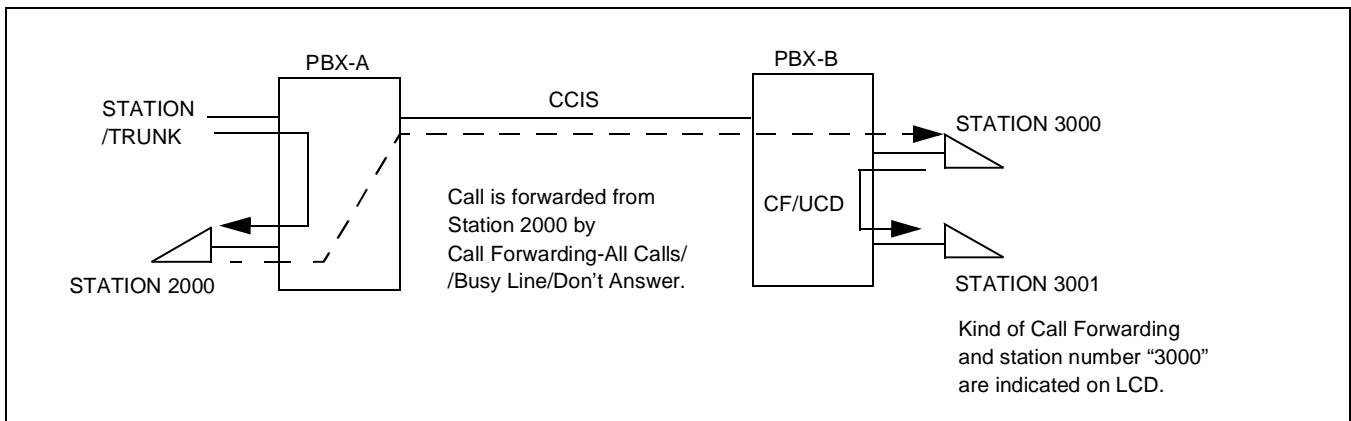 PBX-A
PBX-B
STATION
/TRUNK
CCIS
STATION 3000
Call is forwarded from
Station 2000 by
Call Forwarding-All Calls/
/Busy Line/Don't Answer.
CF/UCD
STATION 2000
STATION 3001
Kind of Call Forwarding
and station number “3000”
are indicated on LCD.